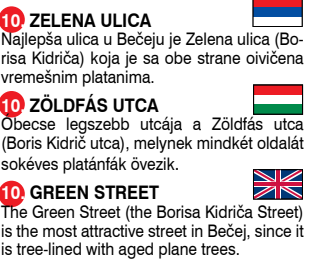 10. ZELENA ULICA
Najlepša ulica u Bečeju je Zelena ulica (Bo-
risa Kidriča) koja je sa obe strane oivičena
vremešnim platanima.
10. ZÖLDFÁS UTCA
Óbecse legszebb utcája a Zöldfás utca
(Boris Kidrič utca), melynek mindkét oldalát
sokéves platánfák övezik.
10. GREEN STREET
The Green Street (the Borisa Kidriča Street)
is the most attractive street in Bečej, since it
is tree-lined with aged plane trees.